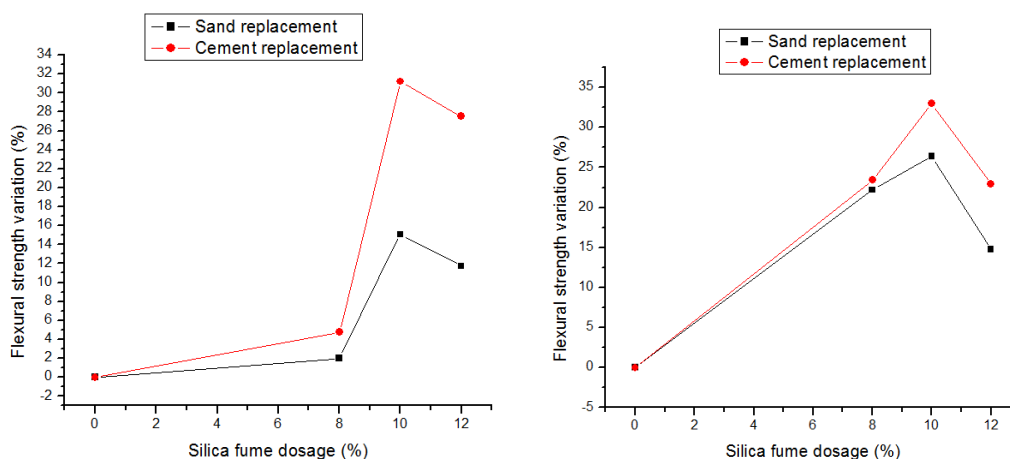 Sand replacement
Cement replacement
34
32
30
28
26
24
22
20
18
16
14
12
10
8
6
4
2
0
-2
Flexural strength variation (%)
0 2 4 6 8 10 12
Silica fume dosage (%)
Sand replacement
Cement replacement
35
30
25
20
15
10
5
0
-5
Flexural strength variation (%)
0 2 4 6 8 10 12
Silica fume dosage (%)